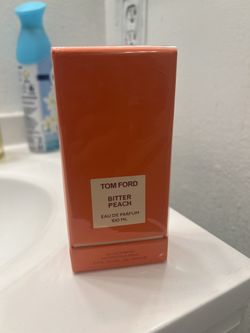 TOM FORD
BITTER
PEACH
EAU DE PARFUM
100 ML